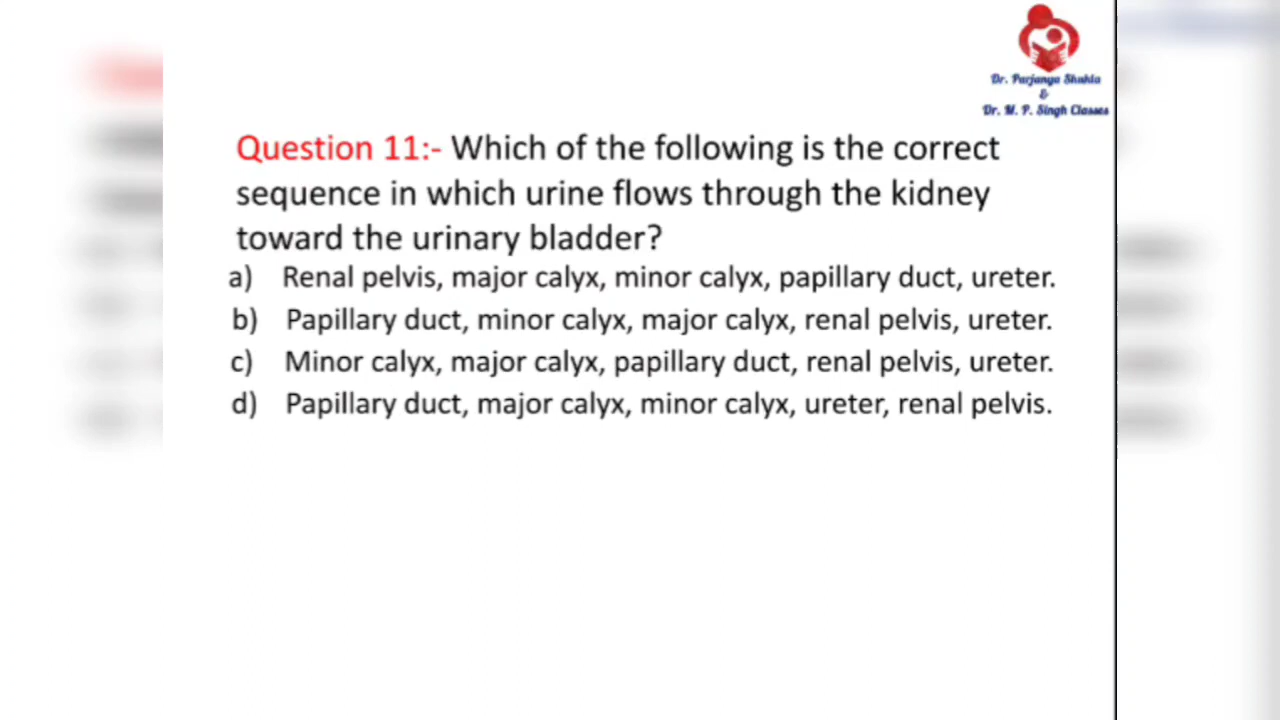 Dr. Parjanya Shukla
&
Dr. M. P. Singh Classes
Question 11:- Which of the following is the correct
sequence in which urine flows through the kidney
toward the urinary bladder?
a) Renal pelvis, major calyx, minor calyx, papillary duct, ureter.
b) Papillary duct, minor calyx, major calyx, renal pelvis, ureter.
c) Minor calyx, major calyx, papillary duct, renal pelvis, ureter.
d) Papillary duct, major calyx, minor calyx, ureter, renal pelvis.